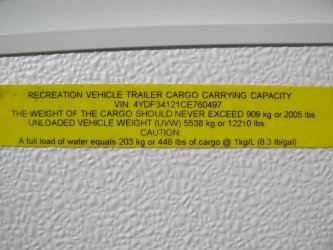 RECREATION VEHICLE TRAILER CARGO CARRYING CAPACITY
VIN: 4YDF34121CE760497
THE WEIGHT OF THE CARGO SHOULD NEVER EXCEED 909 kg or 2005 lbs
UNLOADED VEHICLE WEIGHT (UVW) 5538 kg or 12210 lbs
CAUTION:
A full load of water equals 203 kg or 448 lbs of cargo @ 1kg/L (8.3 lb/gal)